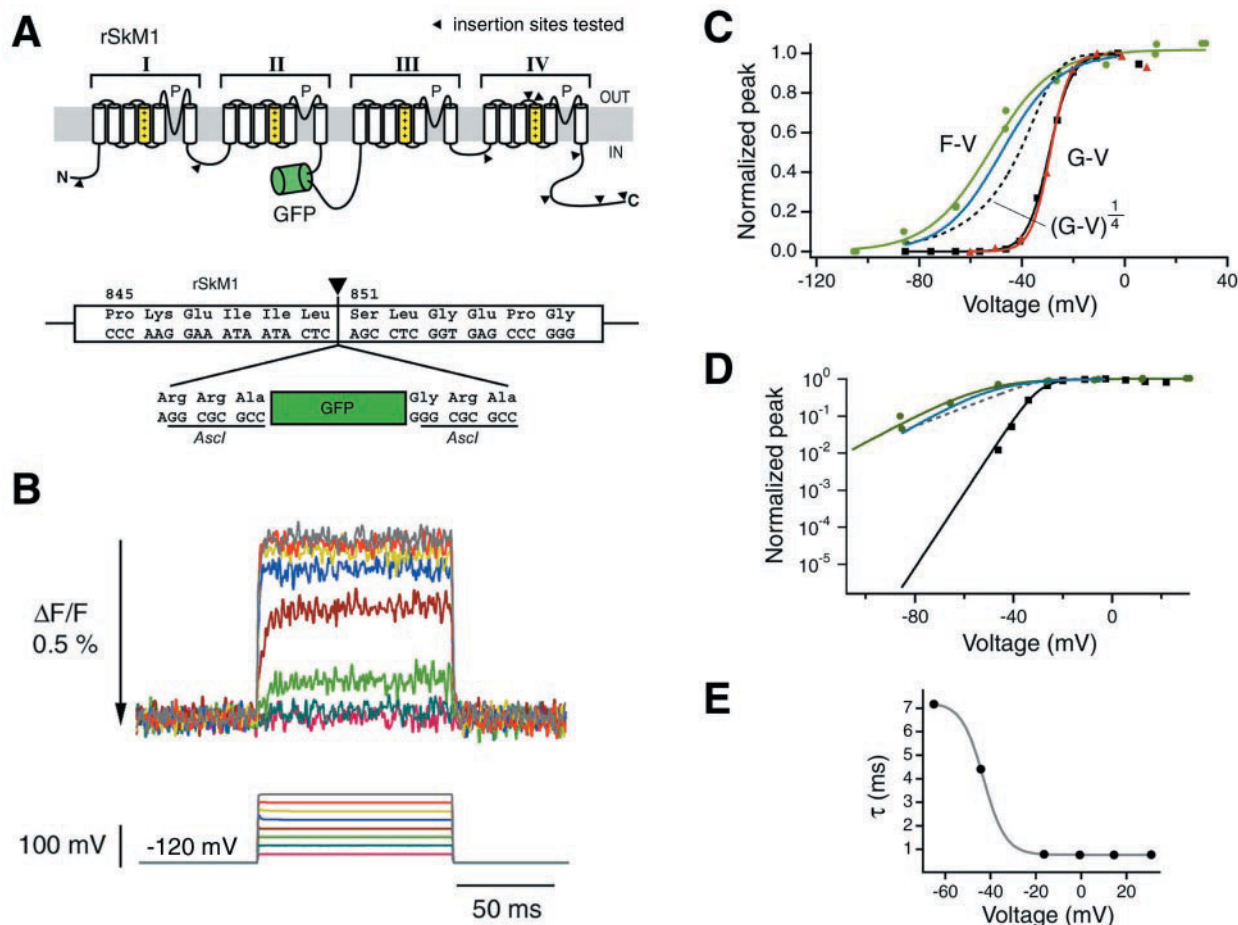 A
rSkM1
◄ insertion sites tested
I II III IV
P P P P
OUT
IN
N
GFP
C
rSkM1
845 851
Pro Lys Glu Ile Ile Leu Ser Leu Gly Glu Pro Gly
CCC AAG GAA ATA ATA CTC AGC CTC GGT GAG CCC GGG
Arg Arg Ala GFP Gly Arg Ala
AGG CGC GCC GGG CGC GCC
AscI AscI
B
ΔF/F
0.5 %
100 mV
-120 mV
50 ms
C
Normalized peak
1.0
0.8
0.6
0.4
0.2
0.0
F-V
G-V
(G-V)^1/4
-120 -80 -40 0 40
Voltage (mV)
D
Normalized peak
10^0
10^-1
10^-2
10^-3
10^-4
10^-5
-80 -40 0
Voltage (mV)
E
τ (ms)
7
6
5
4
3
2
1
-60 -40 -20 0 20
Voltage (mV)